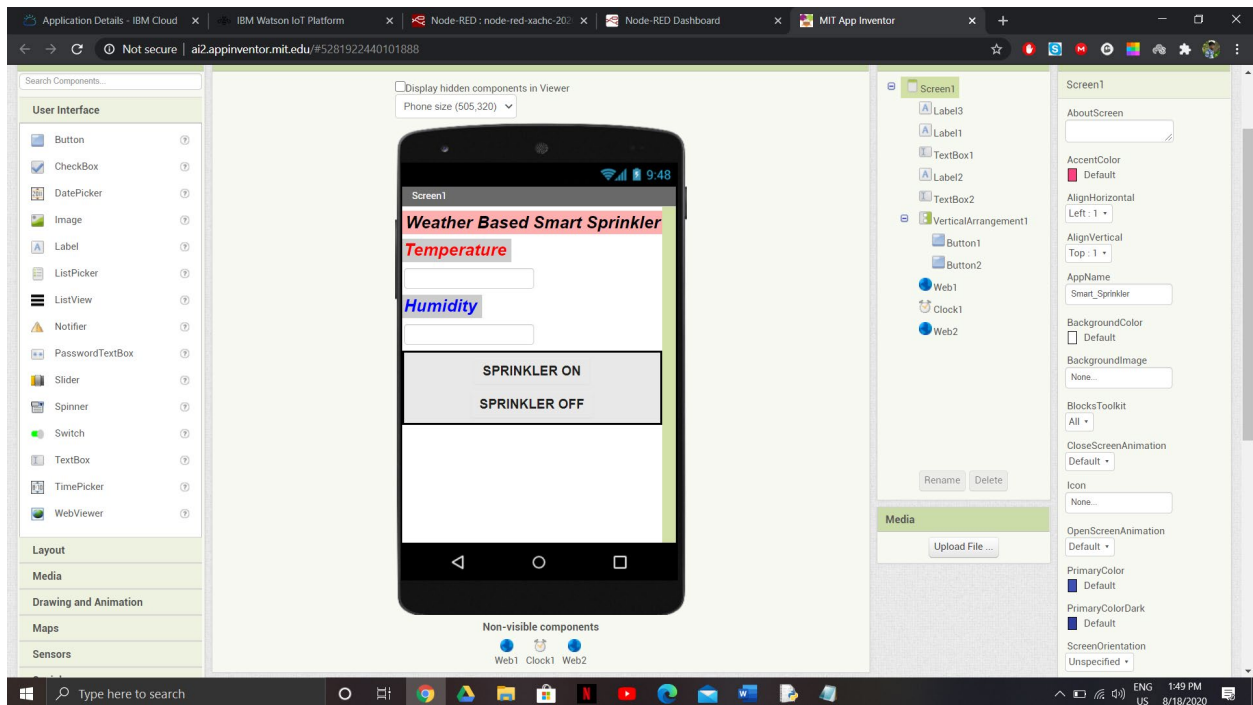 Application Details - IBM Cloud
IBM Watson IoT Platform
Node-RED : node-red-xachc-202
Node-RED Dashboard
MIT App Inventor
Not secure | ai2.appinventor.mit.edu/#5281922440101888
Search Components...
User Interface
Button
CheckBox
DatePicker
Image
Label
ListPicker
ListView
Notifier
PasswordTextBox
Slider
Spinner
Switch
TextBox
TimePicker
WebViewer
Layout
Media
Drawing and Animation
Maps
Sensors
Display hidden components in Viewer
Phone size (505,320)
9:48
Screen1
Weather Based Smart Sprinkler
Temperature
Humidity
SPRINKLER ON
SPRINKLER OFF
Non-visible components
Web1 Clock1 Web2
Screen1
Label3
Label1
TextBox1
Label2
TextBox2
VerticalArrangement1
Button1
Button2
Web1
Clock1
Web2
Rename Delete
Media
Upload File ...
Screen1
AboutScreen
AccentColor
Default
AlignHorizontal
Left : 1
AlignVertical
Top : 1
AppName
Smart_Sprinkler
BackgroundColor
Default
BackgroundImage
None...
BlocksToolkit
All
CloseScreenAnimation
Default
Icon
None...
OpenScreenAnimation
Default
PrimaryColor
Default
PrimaryColorDark
Default
ScreenOrientation
Unspecified
Type here to search
ENG
US
1:49 PM
8/18/2020